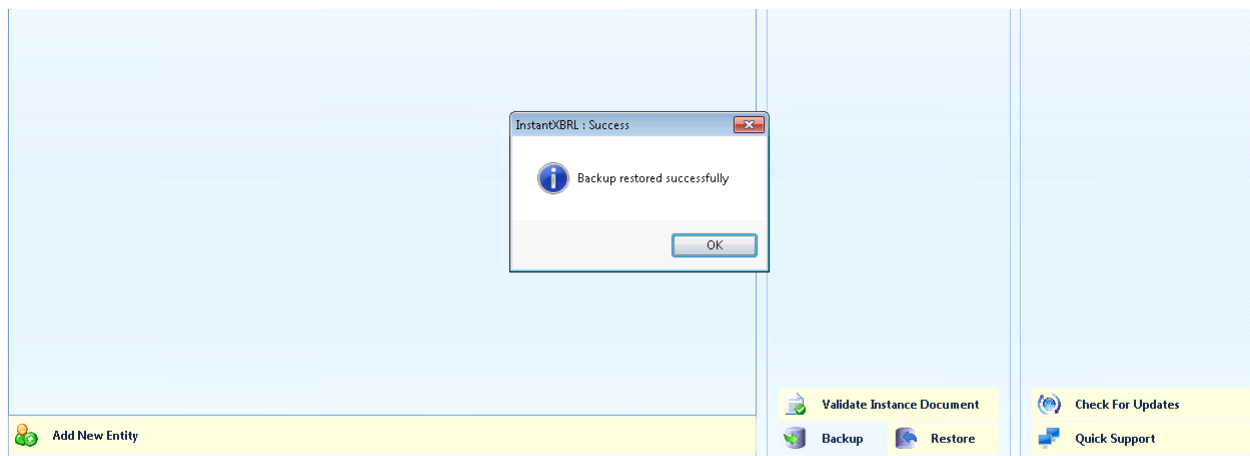 InstantXBRL : Success
Backup restored successfully
OK
Validate Instance Document
Check For Updates
Add New Entity
Backup
Restore
Quick Support